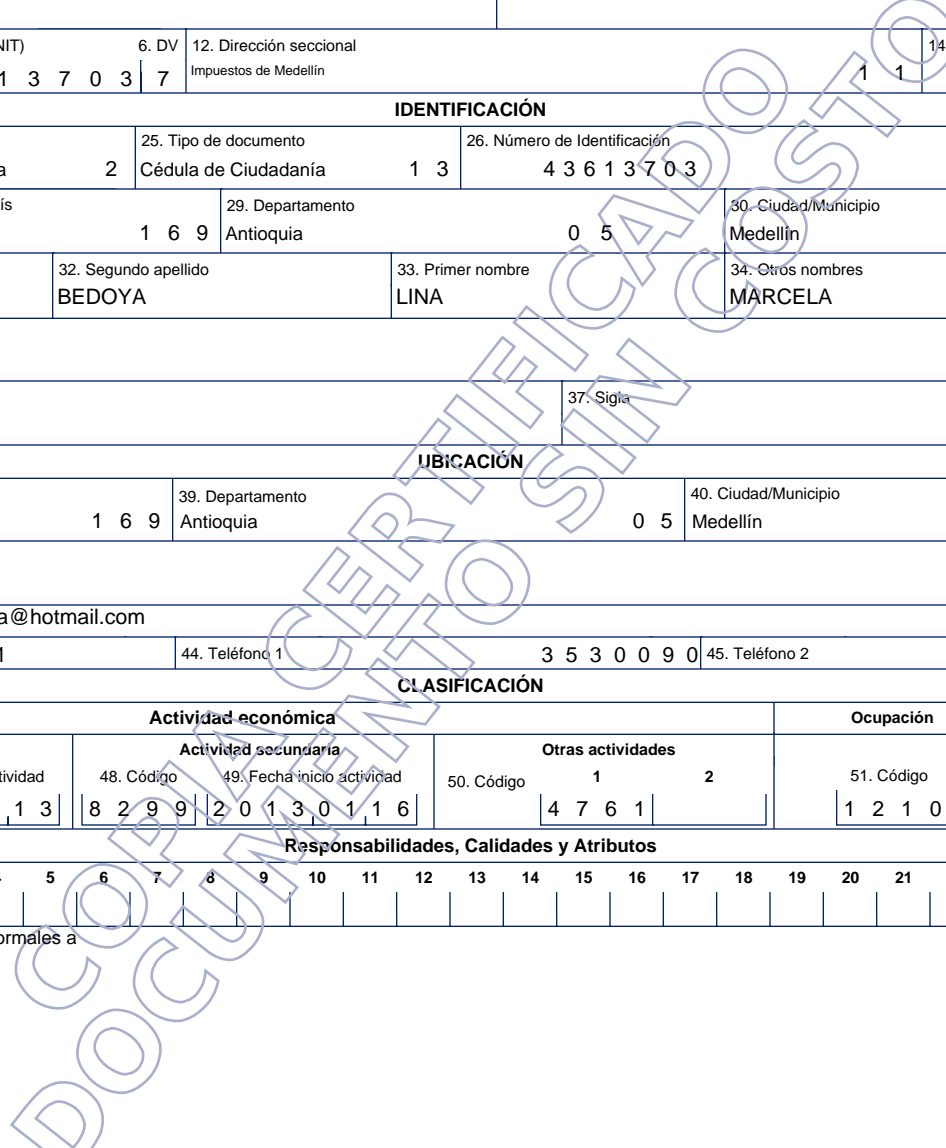 NIT) 6. DV 12. Dirección seccional 14
1 3 7 0 3 7 Impuestos de Medellín 1 1
IDENTIFICACIÓN
25. Tipo de documento 26. Número de Identificación
a 2 Cédula de Ciudadanía 1 3 4 3 6 1 3 7 0 3
ís 29. Departamento 30. Ciudad/Municipio
1 6 9 Antioquia 0 5 Medellín
32. Segundo apellido 33. Primer nombre 34. Otros nombres
BEDOYA LINA MARCELA
37. Sigla
UBICACIÓN
39. Departamento 40. Ciudad/Municipio
1 6 9 Antioquia 0 5 Medellín
a@hotmail.com
1 44. Teléfono 1 3 5 3 0 0 9 0 45. Teléfono 2
CLASIFICACIÓN
Actividad económica Ocupación
Actividad secundaria Otras actividades
tividad 48. Código 49. Fecha inicio actividad 50. Código 1 2 51. Código
1 3 8 2 9 9 2 0 1 3 0 1 1 6 4 7 6 1 1 2 1 0
Responsabilidades, Calidades y Atributos
5 6 7 8 9 10 11 12 13 14 15 16 17 18 19 20 21
ormales a
COPIA CERTIFICADO
DOCUMENTO SIN COSTO